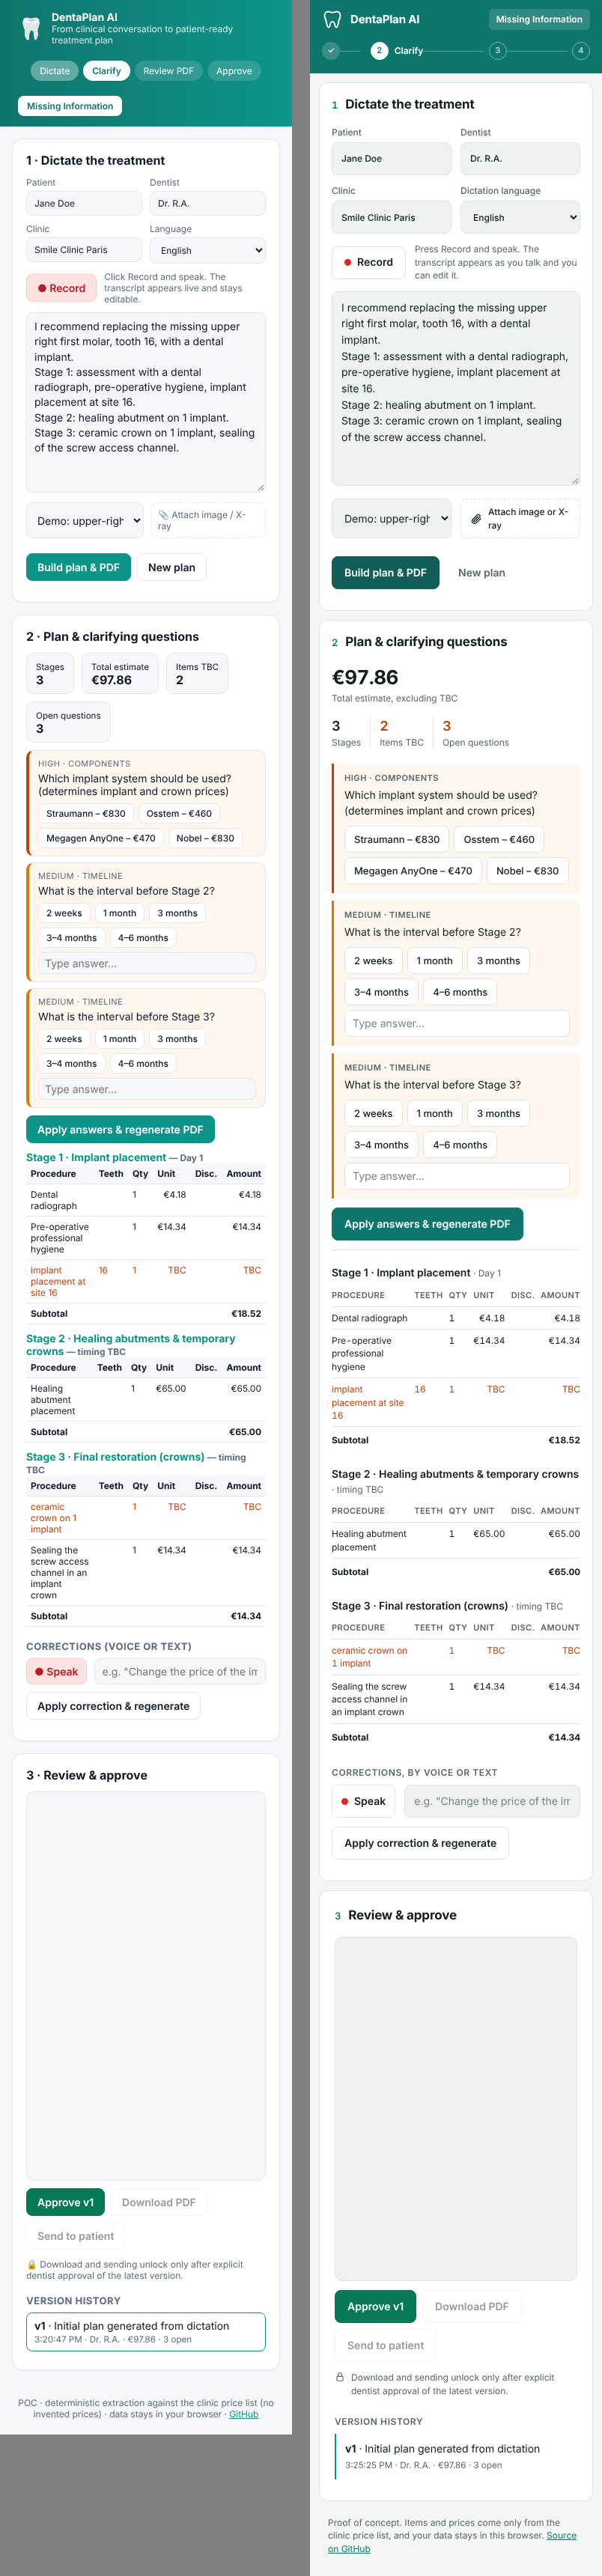 DentaPlan AI
From clinical conversation to patient-ready
treatment plan
Dictate
Clarify
Review PDF
Approve
Missing Information
1 · Dictate the treatment
Patient
Dentist
Jane Doe
Dr. R.A.
Clinic
Language
Smile Clinic Paris
English
● Record
Click Record and speak. The
transcript appears live and stays
editable.
I recommend replacing the missing upper
right first molar, tooth 16, with a dental
implant.
Stage 1: assessment with a dental
radiograph, pre-operative hygiene, implant
placement at site 16.
Stage 2: healing abutment on 1 implant.
Stage 3: ceramic crown on 1 implant, sealing
of the screw access channel.
Demo: upper-righ
📎 Attach image / X-
ray
Build plan & PDF
New plan
2 · Plan & clarifying questions
Stages
3
Total estimate
€97.86
Items TBC
2
Open questions
3
HIGH · COMPONENTS
Which implant system should be used?
(determines implant and crown prices)
Straumann – €830
Osstem – €460
Megagen AnyOne – €470
Nobel – €830
MEDIUM · TIMELINE
What is the interval before Stage 2?
2 weeks
1 month
3 months
3–4 months
4–6 months
Type answer...
MEDIUM · TIMELINE
What is the interval before Stage 3?
2 weeks
1 month
3 months
3–4 months
4–6 months
Type answer...
Apply answers & regenerate PDF
Stage 1 · Implant placement — Day 1
Procedure Teeth Qty Unit Disc. Amount
Dental
radiograph 1 €4.18 €4.18
Pre-operative
professional
hygiene 1 €14.34 €14.34
implant
placement at
site 16 16 1 TBC TBC
Subtotal €18.52
Stage 2 · Healing abutments & temporary
crowns — timing TBC
Procedure Teeth Qty Unit Disc. Amount
Healing
abutment
placement 1 €65.00 €65.00
Subtotal €65.00
Stage 3 · Final restoration (crowns) — timing
TBC
Procedure Teeth Qty Unit Disc. Amount
ceramic
crown on 1
implant 1 TBC TBC
Sealing the
screw access
channel in an
implant
crown 1 €14.34 €14.34
Subtotal €14.34
CORRECTIONS (VOICE OR TEXT)
● Speak
e.g. "Change the price of the im
Apply correction & regenerate
3 · Review & approve
Approve v1
Download PDF
Send to patient
🔒 Download and sending unlock only after explicit
dentist approval of the latest version.
VERSION HISTORY
v1 · Initial plan generated from dictation
3:20:47 PM · Dr. R.A. · €97.86 · 3 open
POC · deterministic extraction against the clinic price list (no
invented prices) · data stays in your browser · GitHub
DentaPlan AI
Missing Information
✓
2 Clarify
3
4
1 Dictate the treatment
Patient
Dentist
Jane Doe
Dr. R.A.
Clinic
Dictation language
Smile Clinic Paris
English
● Record
Press Record and speak. The
transcript appears as you talk and you
can edit it.
I recommend replacing the missing upper
right first molar, tooth 16, with a dental
implant.
Stage 1: assessment with a dental radiograph,
pre-operative hygiene, implant placement at
site 16.
Stage 2: healing abutment on 1 implant.
Stage 3: ceramic crown on 1 implant, sealing
of the screw access channel.
Demo: upper-righ
Attach image or X-
ray
Build plan & PDF
New plan
2 Plan & clarifying questions
€97.86
Total estimate, excluding TBC
3
Stages
2
Items TBC
3
Open questions
HIGH · COMPONENTS
Which implant system should be used?
(determines implant and crown prices)
Straumann – €830
Osstem – €460
Megagen AnyOne – €470
Nobel – €830
MEDIUM · TIMELINE
What is the interval before Stage 2?
2 weeks
1 month
3 months
3–4 months
4–6 months
Type answer...
MEDIUM · TIMELINE
What is the interval before Stage 3?
2 weeks
1 month
3 months
3–4 months
4–6 months
Type answer...
Apply answers & regenerate PDF
Stage 1 · Implant placement · Day 1
PROCEDURE TEETH QTY UNIT DISC. AMOUNT
Dental radiograph 1 €4.18 €4.18
Pre-operative
professional
hygiene 1 €14.34 €14.34
implant
placement at site
16 16 1 TBC TBC
Subtotal €18.52
Stage 2 · Healing abutments & temporary crowns
· timing TBC
PROCEDURE TEETH QTY UNIT DISC. AMOUNT
Healing abutment
placement 1 €65.00 €65.00
Subtotal €65.00
Stage 3 · Final restoration (crowns) · timing TBC
PROCEDURE TEETH QTY UNIT DISC. AMOUNT
ceramic crown on
1 implant 1 TBC TBC
Sealing the screw
access channel in
an implant crown 1 €14.34 €14.34
Subtotal €14.34
CORRECTIONS, BY VOICE OR TEXT
● Speak
e.g. "Change the price of the im
Apply correction & regenerate
3 Review & approve
Approve v1
Download PDF
Send to patient
Download and sending unlock only after explicit
dentist approval of the latest version.
VERSION HISTORY
v1 · Initial plan generated from dictation
3:25:25 PM · Dr. R.A. · €97.86 · 3 open
Proof of concept. Items and prices come only from the
clinic price list, and your data stays in this browser. Source
on GitHub